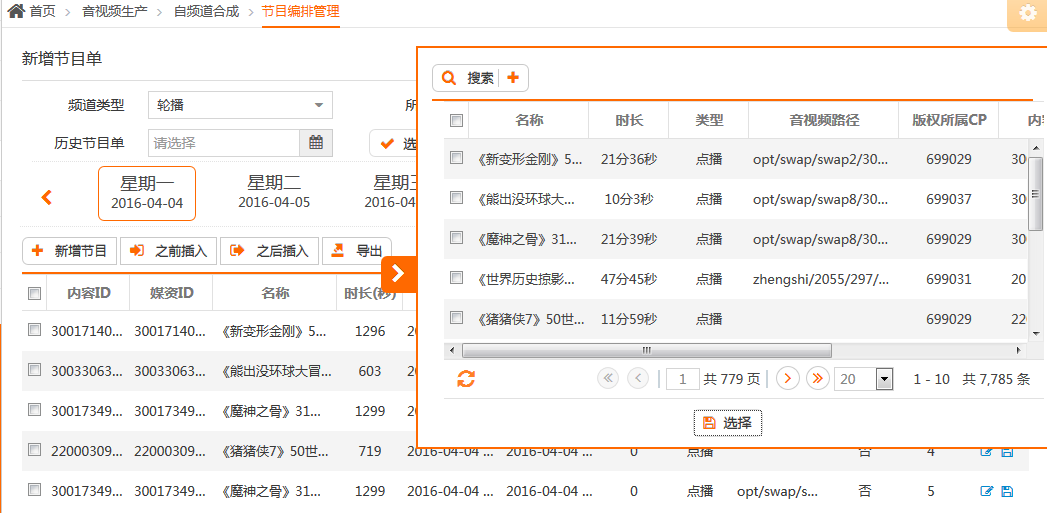 首页 音视频生产 自频道合成 节目编排管理
新增节目单
频道类型 轮播 所
历史节目单 请选择 选
星期一 星期二 星期三
2016-04-04 2016-04-05 2016-04
新增节目 之前插入 之后插入 导出
内容ID 媒资ID 名称 时长(秒)
30017140... 30017140... 《新变形金刚》5... 1296 20
30033063... 30033063... 《熊出没环球大冒... 603 20
30017349... 30017349... 《魔神之骨》31... 1299 20
22000309... 22000309... 《猪猪侠7》50世... 719 2016-04-04 ... 2016-04-04 ... 0 点播 否 4
30017349... 30017349... 《魔神之骨》31... 1299 2016-04-04 ... 2016-04-04 ... 0 点播 opt/swap/s... 否 5
搜索
名称 时长 类型 音视频路径 版权所属CP 内容
《新变形金刚》5... 21分36秒 点播 opt/swap/swap2/30... 699029 300
《熊出没环球大... 10分3秒 点播 opt/swap/swap8/30... 699037 300
《魔神之骨》31... 21分39秒 点播 opt/swap/swap8/30... 699029 300
《世界历史掠影... 47分45秒 点播 zhengshi/2055/297/... 699031 20
《猪猪侠7》50世... 11分59秒 点播 699029 220
1 共 779 页 20 1 - 10 共 7,785 条
选择